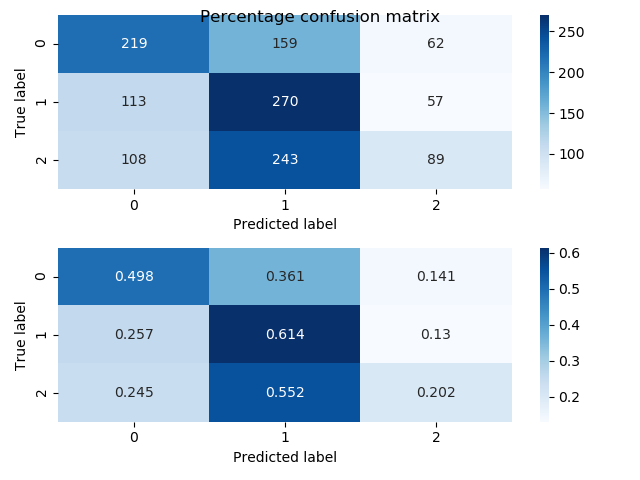 Percentage confusion matrix
True label
0 219 159 62
1 113 270 57
2 108 243 89
0 1 2
Predicted label
250
200
150
100
True label
0 0.498 0.361 0.141
1 0.257 0.614 0.13
2 0.245 0.552 0.202
0 1 2
Predicted label
0.6
0.5
0.4
0.3
0.2